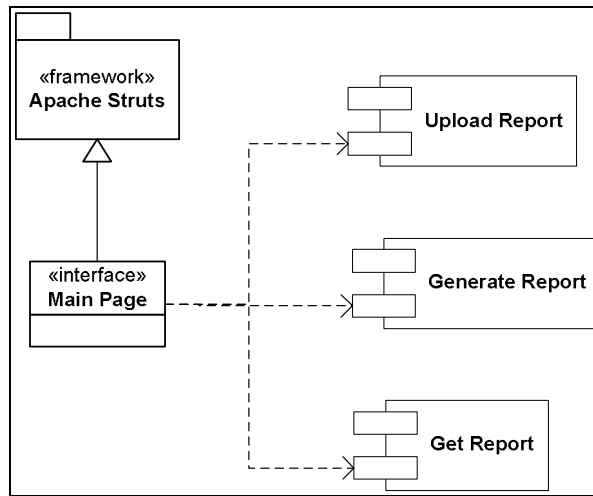 «framework»
Apache Struts
Upload Report
«interface»
Main Page
Generate Report
Get Report